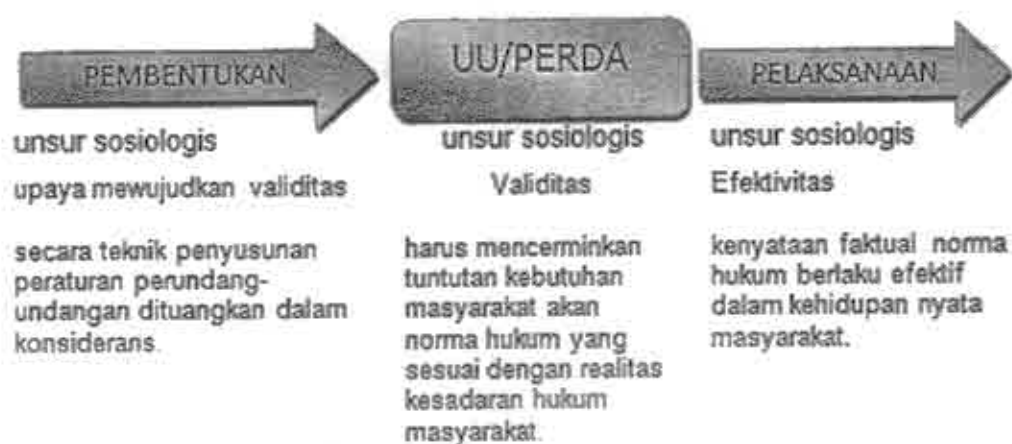 PEMBENTUKAN
unsur sosiologis
upaya mewujudkan validitas
secara teknik penyusunan
peraturan perundang-
undangan dituangkan dalam
konsiderans.
UU/PERDA
unsur sosiologis
Validitas
harus mencerminkan
tuntutan kebutuhan
masyarakat akan
norma hukum yang
sesuai dengan realitas
kesadaran hukum
masyarakat.
PELAKSANAAN
unsur sosiologis
Efektivitas
kenyataan faktual norma
hukum berlaku efektif
dalam kehidupan nyata
masyarakat.